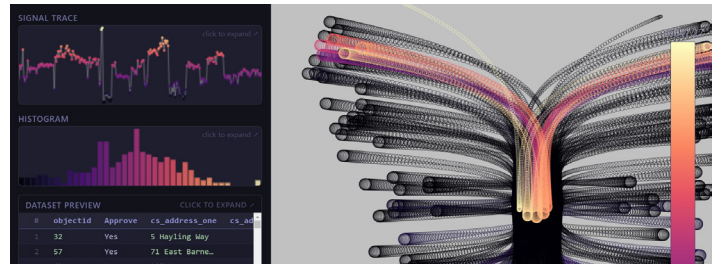 SIGNAL TRACE
click to expand ⤢
HISTOGRAM
click to expand ⤢
DATASET PREVIEW CLICK TO EXPAND ⤢
# objectid Approve cs_address_one cs_ad
1 32 Yes 5 Hayling Way
2 57 Yes 71 East Barne…